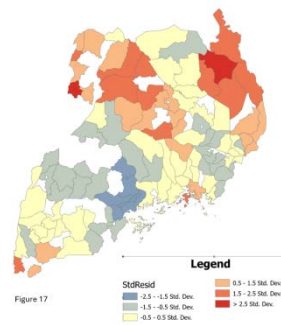 Legend
StdResid
-2.5 - -1.5 Std. Dev.
-1.5 - -0.5 Std. Dev.
-0.5 - 0.5 Std. Dev.
0.5 - 1.5 Std. Dev.
1.5 - 2.5 Std. Dev.
> 2.5 Std. Dev.
Figure 17